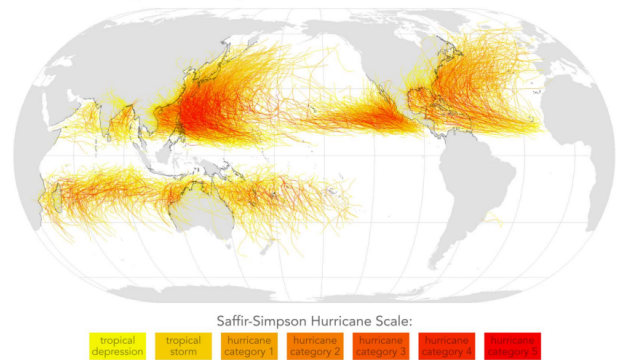 Saffir-Simpson Hurricane Scale:
tropical depression
tropical storm
hurricane category 1
hurricane category 2
hurricane category 3
hurricane category 4
hurricane category 5